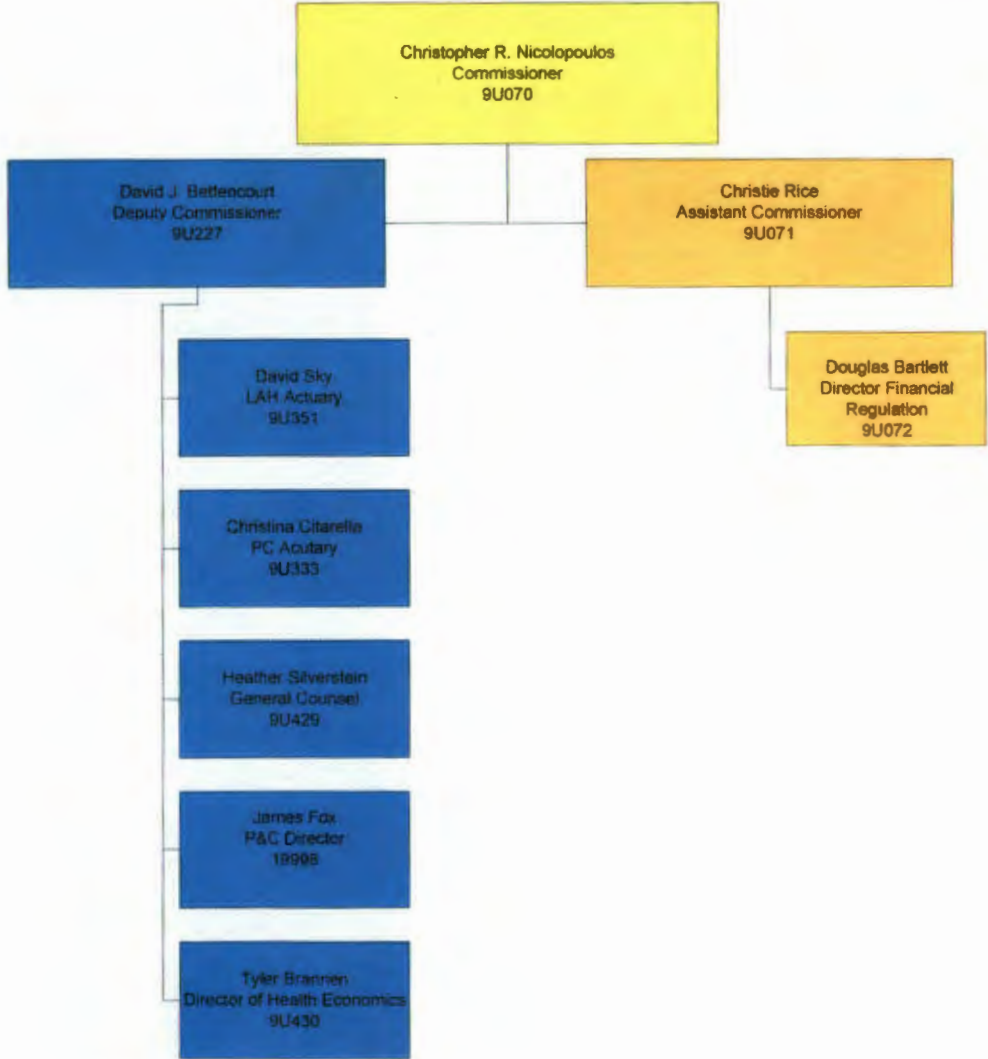 Christopher R. Nicolopoulos
Commissioner
9U070
David J. Bettencourt
Deputy Commissioner
9U227
Christie Rice
Assistant Commissioner
9U071
David Sky
LAH Actuary
9U351
Douglas Bartlett
Director Financial
Regulation
9U072
Christina Citarella
PC Acutary
9U333
Heather Silverstein
General Counsel
9U429
James Fox
P&C Director
19998
Tyler Brannen
Director of Health Economics
9U430